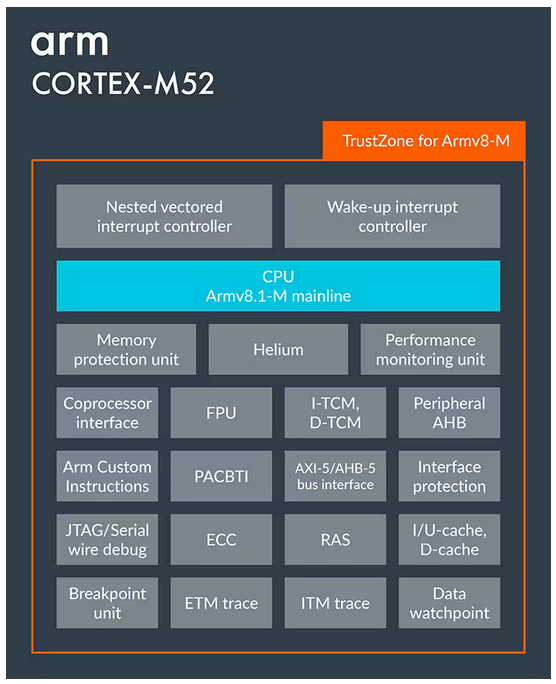 arm
CORTEX-M52
TrustZone for Armv8-M
Nested vectored
interrupt controller
Wake-up interrupt
controller
CPU
Armv8.1-M mainline
Memory
protection unit
Helium
Performance
monitoring unit
Coprocessor
interface
FPU
I-TCM,
D-TCM
Peripheral
AHB
Arm Custom
Instructions
PACBTI
AXI-5/AHB-5
bus interface
Interface
protection
JTAG/Serial
wire debug
ECC
RAS
I/U-cache,
D-cache
Breakpoint
unit
ETM trace
ITM trace
Data
watchpoint